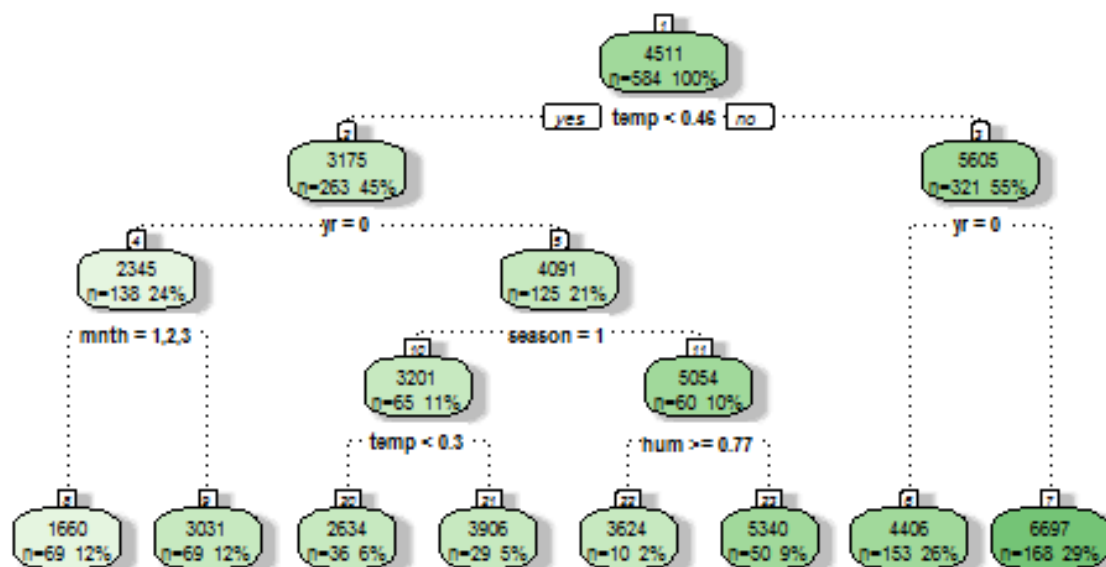 1
4511
n=584 100%
yes temp < 0.46 no
2 3
3175 5605
n=263 45% n=321 55%
yr = 0 yr = 0
4 5
2345 4091
n=138 24% n=125 21%
mnth = 1,2,3 season = 1
10 11
3201 5054
n=65 11% n=60 10%
temp < 0.3 hum >= 0.77
8 9 20 21 22 23 6 7
1660 3031 2634 3906 3624 5340 4406 6697
n=69 12% n=69 12% n=36 6% n=29 5% n=10 2% n=50 9% n=153 26% n=168 29%